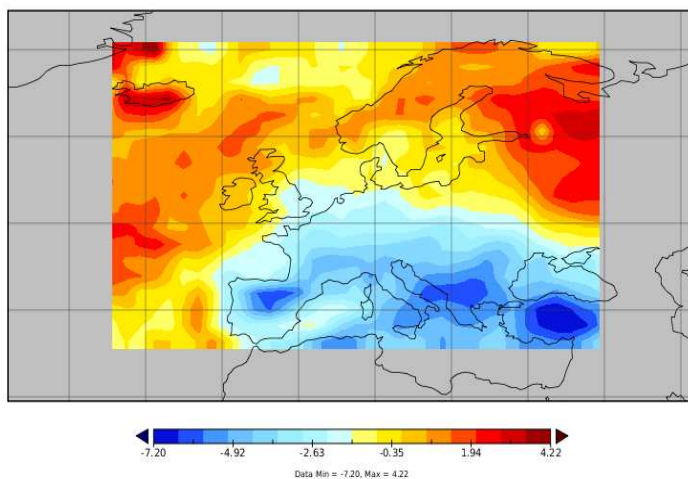 -7.20 -4.92 -2.63 -0.35 1.94 4.22
Data Min = -7.20, Max = 4.22